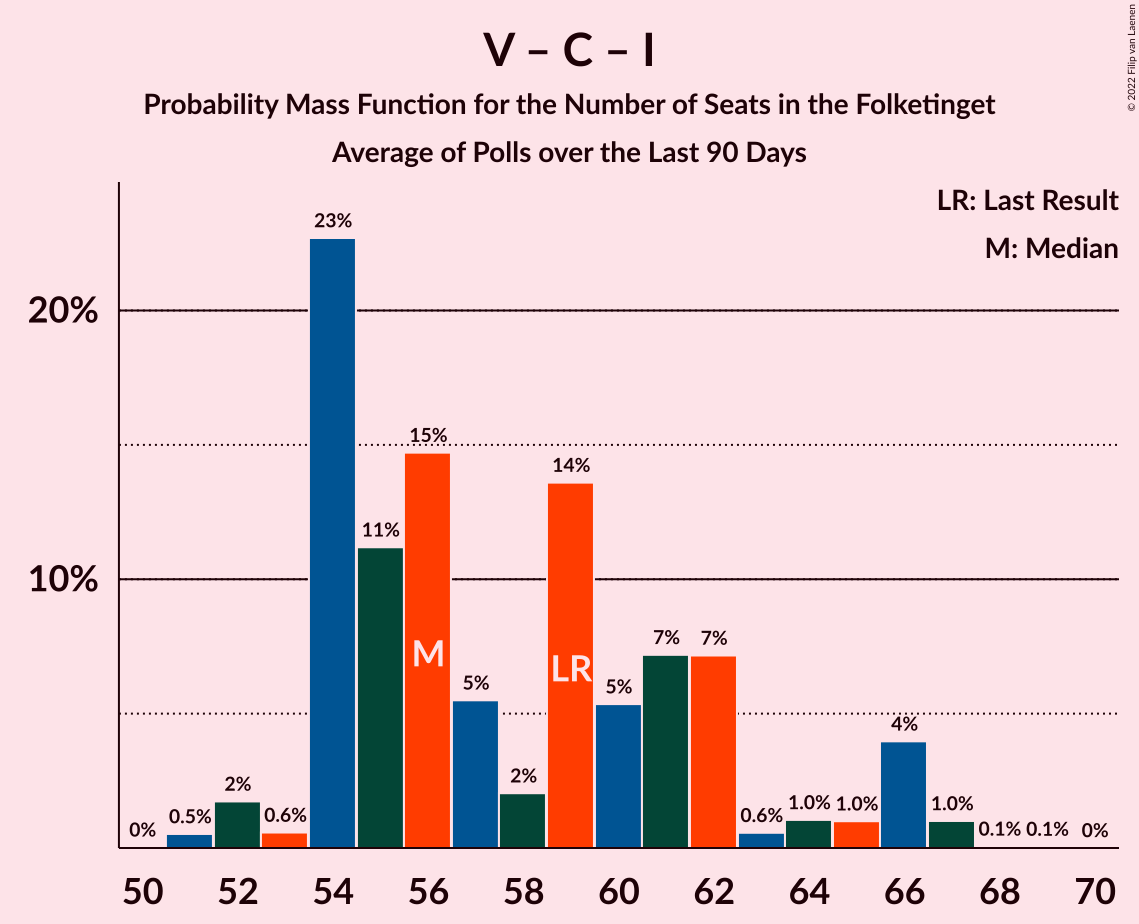 V – C – I
Probability Mass Function for the Number of Seats in the Folketinget
Average of Polls over the Last 90 Days
© 2022 Filip van Laenen
LR: Last Result
M: Median
20%
10%
0%
0.5%
2%
0.6%
23%
11%
15%
5%
2%
14%
5%
7%
7%
0.6%
1.0%
1.0%
4%
1.0%
0.1%
0.1%
0%
M
LR
50 52 54 56 58 60 62 64 66 68 70